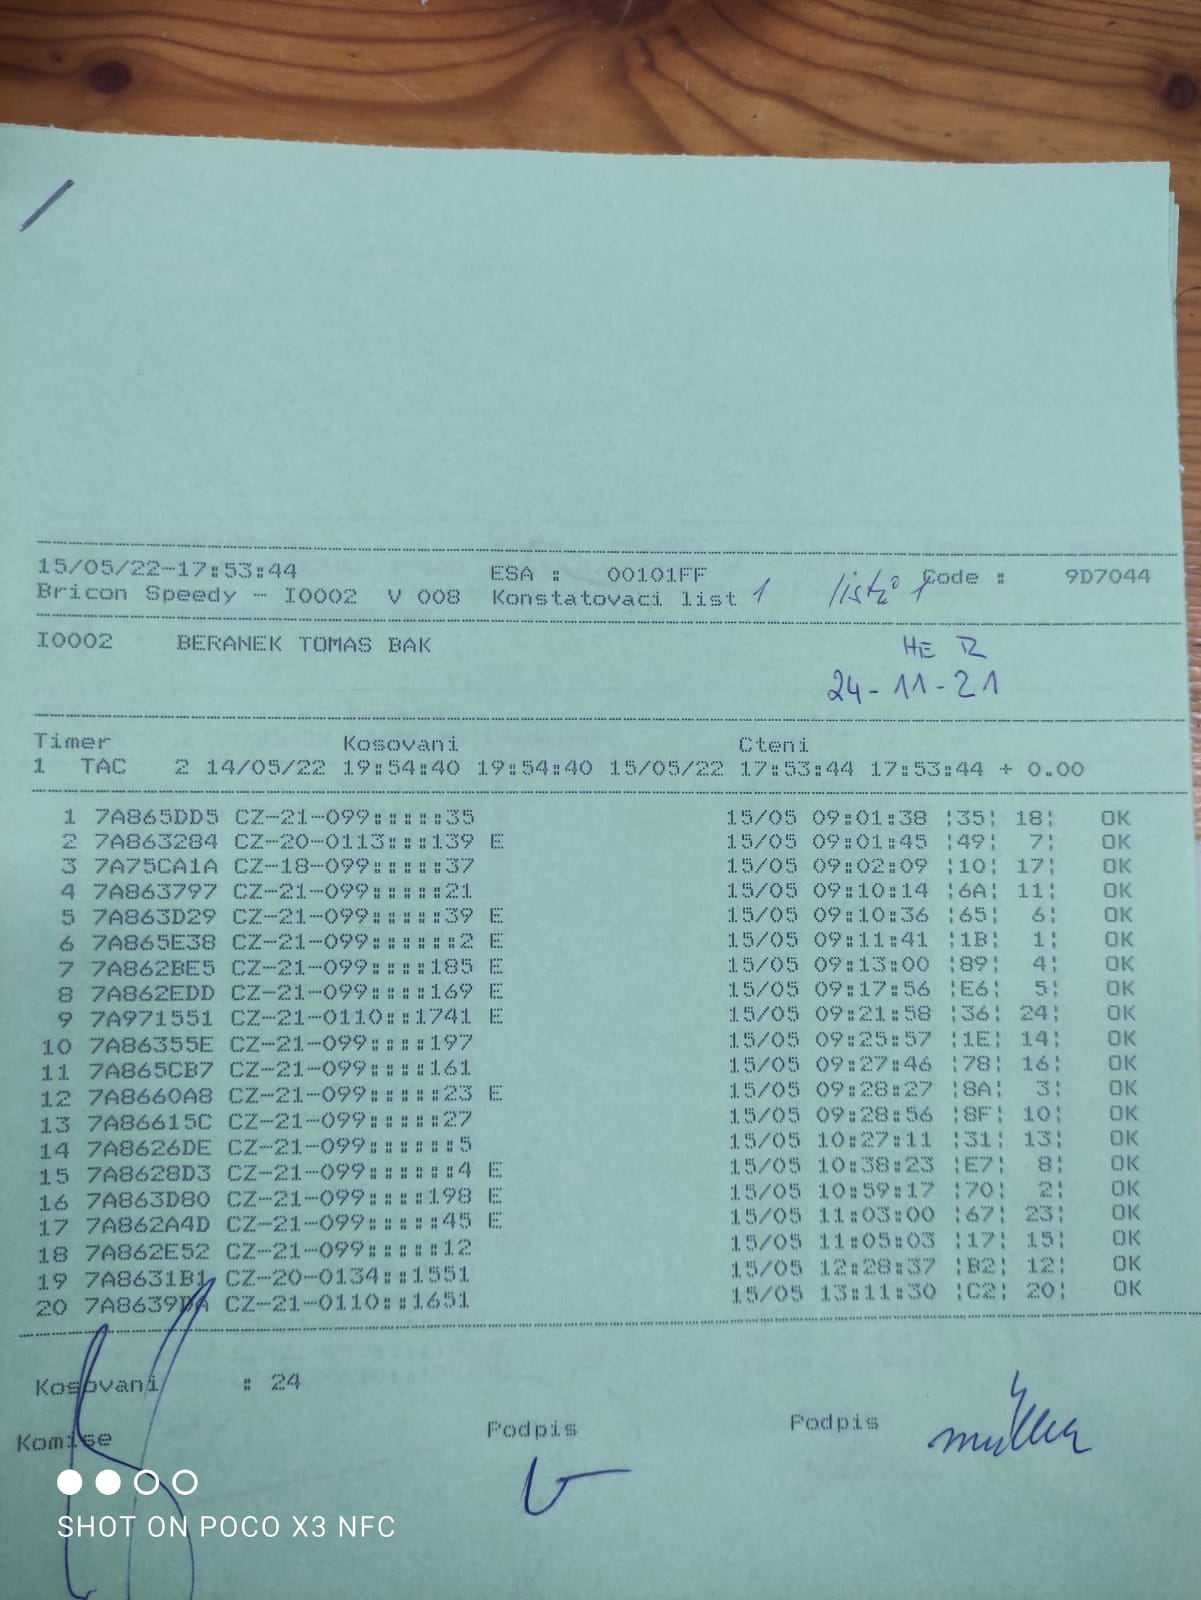 15/05/22-17:53:44 ESA : 00101FF Code : 9D7044
Bricon Speedy - I0002 V 008 Konstatovaci list 1
I0002 BERANEK TOMAS BAK
24-11-21
Timer Kosovani Cteni
1 TAC 2 14/05/22 19:54:40 19:54:40 15/05/22 17:53:44 17:53:44 + 0.00
1 7A865DD5 CZ-21-099:::::35 15/05 09:01:38 ¦35¦ 18¦ OK
2 7A863284 CZ-20-0113:::139 E 15/05 09:01:45 ¦49¦ 7¦ OK
3 7A75CA1A CZ-18-099:::::37 15/05 09:02:09 ¦10¦ 17¦ OK
4 7A863797 CZ-21-099:::::21 15/05 09:10:14 ¦6A¦ 11¦ OK
5 7A863D29 CZ-21-099:::::39 E 15/05 09:10:36 ¦65¦ 6¦ OK
6 7A865E38 CZ-21-099::::::2 E 15/05 09:11:41 ¦1B¦ 1¦ OK
7 7A862BE5 CZ-21-099::::185 E 15/05 09:13:00 ¦89¦ 4¦ OK
8 7A862EDD CZ-21-099::::169 E 15/05 09:17:56 ¦E6¦ 5¦ OK
9 7A971551 CZ-21-0110::1741 E 15/05 09:21:58 ¦36¦ 24¦ OK
10 7A86355E CZ-21-099::::197 15/05 09:25:57 ¦1E¦ 14¦ OK
11 7A865CB7 CZ-21-099::::161 15/05 09:27:46 ¦78¦ 16¦ OK
12 7A8660A8 CZ-21-099:::::23 E 15/05 09:28:27 ¦8A¦ 3¦ OK
13 7A86615C CZ-21-099:::::27 15/05 09:28:56 ¦8F¦ 10¦ OK
14 7A8626DE CZ-21-099::::::5 15/05 10:27:11 ¦31¦ 13¦ OK
15 7A8628D3 CZ-21-099::::::4 E 15/05 10:38:23 ¦E7¦ 8¦ OK
16 7A863D80 CZ-21-099::::198 E 15/05 10:59:17 ¦70¦ 2¦ OK
17 7A862A4D CZ-21-099:::::45 E 15/05 11:03:00 ¦67¦ 23¦ OK
18 7A862E52 CZ-21-099:::::12 15/05 11:05:03 ¦17¦ 15¦ OK
19 7A8631B1 CZ-20-0134::1551 15/05 12:28:37 ¦B2¦ 12¦ OK
20 7A8639DA CZ-21-0110::1651 15/05 13:11:30 ¦C2¦ 20¦ OK
Kosovani : 24
Komise Podpis Podpis
SHOT ON POCO X3 NFC